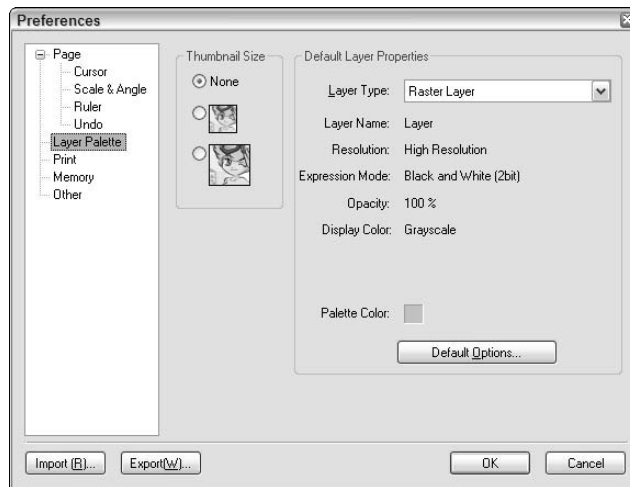 Preferences
Page
Cursor
Scale & Angle
Ruler
Undo
Layer Palette
Print
Memory
Other
Thumbnail Size
None
Default Layer Properties
Layer Type: Raster Layer
Layer Name: Layer
Resolution: High Resolution
Expression Mode: Black and White (2bit)
Opacity: 100 %
Display Color: Grayscale
Palette Color:
Default Options...
Import (R)... Export(W)... OK Cancel